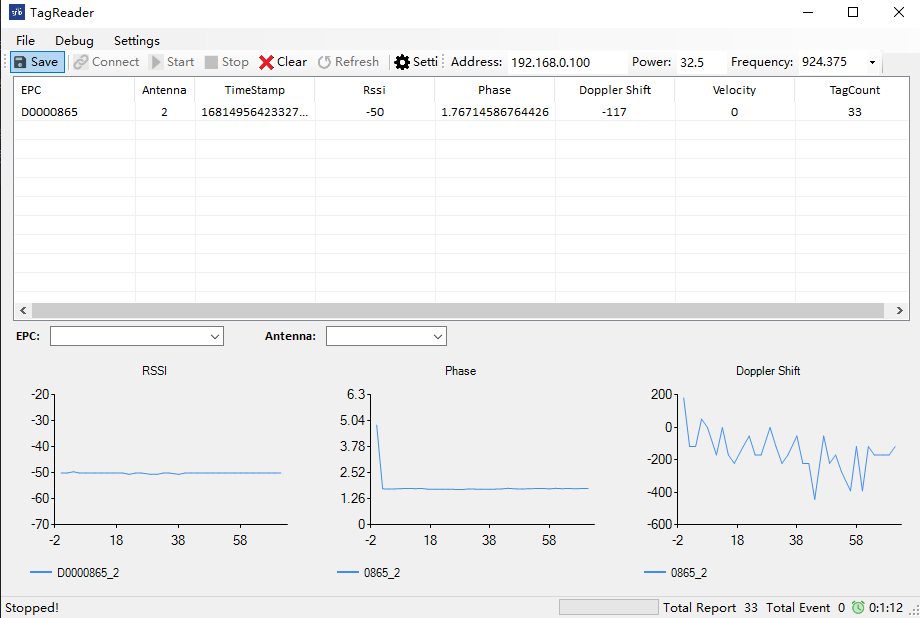 TagReader
File Debug Settings
Save Connect Start Stop Clear Refresh Setti Address: 192.168.0.100 Power: 32.5 Frequency: 924.375
EPC Antenna TimeStamp Rssi Phase Doppler Shift Velocity TagCount
D0000865 2 16814956423327... -50 1.76714586764426 -117 0 33
EPC: Antenna:
RSSI
-20
-30
-40
-50
-60
-70
-2 18 38 58
D0000865_2
Phase
6.3
5.04
3.78
2.52
1.26
0
-2 18 38 58
0865_2
Doppler Shift
200
0
-200
-400
-600
-2 18 38 58
0865_2
Stopped! Total Report 33 Total Event 0 0:1:12